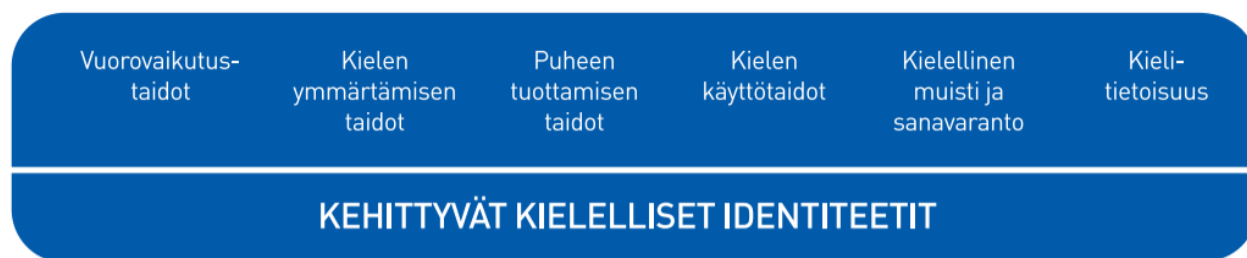 Vuorovaikutus-
taidot
Kielen
ymmärtämisen
taidot
Puheen
tuottamisen
taidot
Kielen
käyttötaidot
Kielellinen
muisti ja
sanavaranto
Kieli-
tietoisuus
KEHITTYVÄT KIELELLISET IDENTITEETIT